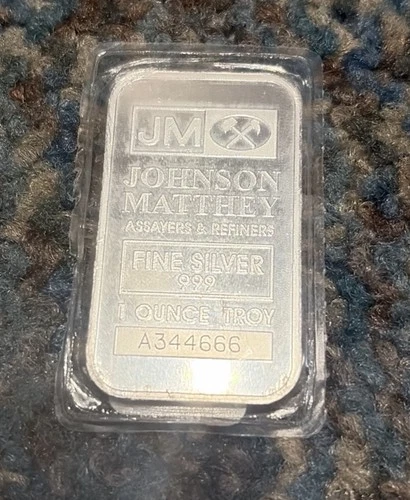 JM
JOHNSON
MATTHEY
ASSAYERS & REFINERS
FINE SILVER
999
1 OUNCE TROY
A344666